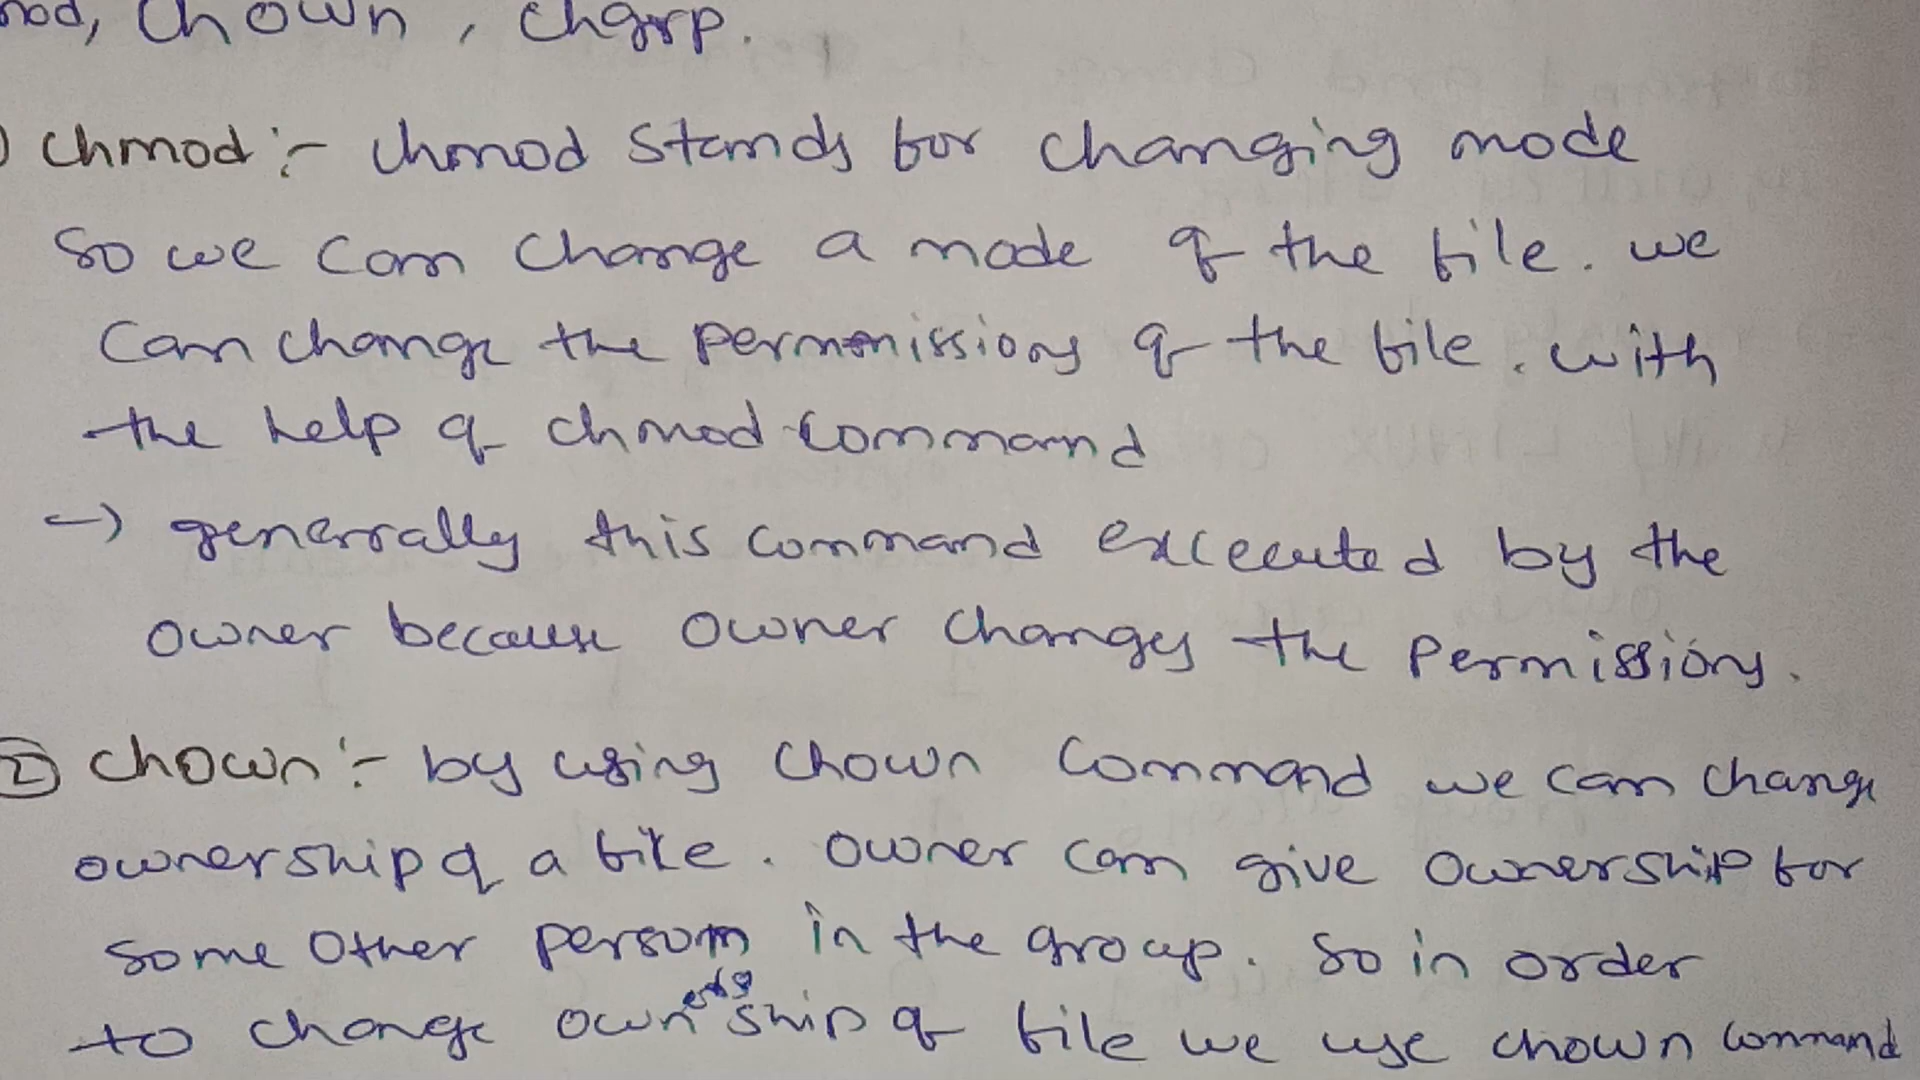 mod, chown, chgrp.
) chmod :- chmod stands for changing mode
so we can change a mode of the file. we
can change the permmissions of the file. with
the help of chmod command
-> generally this command excecuted by the
owner because owner changes the permissions.
② chown :- by using chown command we can change
ownership of a file. owner can give ownership for
some other person in the group. so in order
to change ownership of file we use chown command